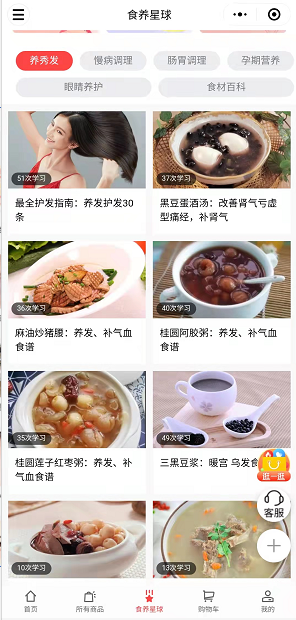 食养星球
养秀发
慢病调理
肠胃调理
孕期营养
眼睛养护
食材百科
51次学习
37次学习
最全护发指南：养发护发30
条
黑豆蛋酒汤：改善肾气亏虚
型痛经，补肾气
36次学习
40次学习
麻油炒猪腰：养发、补气血
食谱
桂圆阿胶粥：养发、补气血
食谱
35次学习
49次学习
桂圆莲子红枣粥：养发、补
气血食谱
三黑豆浆：暖宫 乌发食
逛一逛
客服
10次学习
13次学习
首页
所有商品
食养星球
购物车
我的